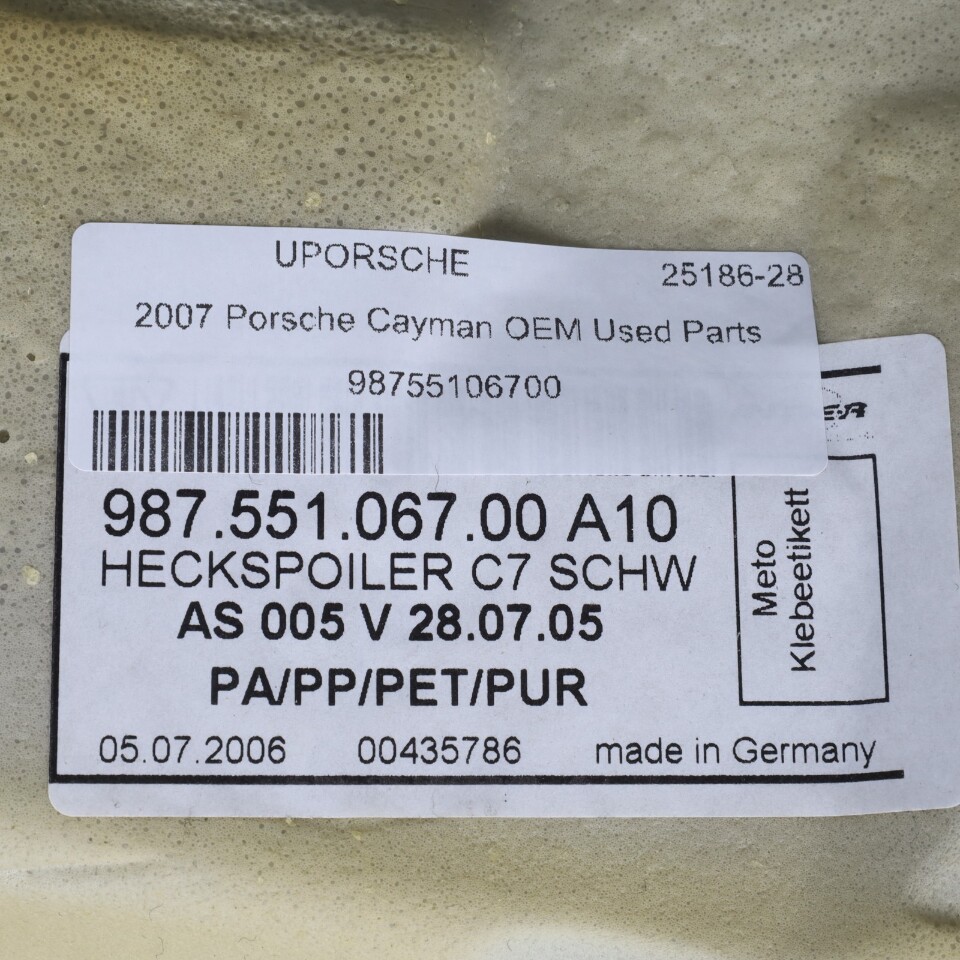 UPORSCHE
25186-28
2007 Porsche Cayman OEM Used Parts
98755106700
987.551.067.00 A10
HECKSPOILER C7 SCHW
AS 005 V 28.07.05
PA/PP/PET/PUR
Meto
Klebeetikett
05.07.2006 00435786 made in Germany